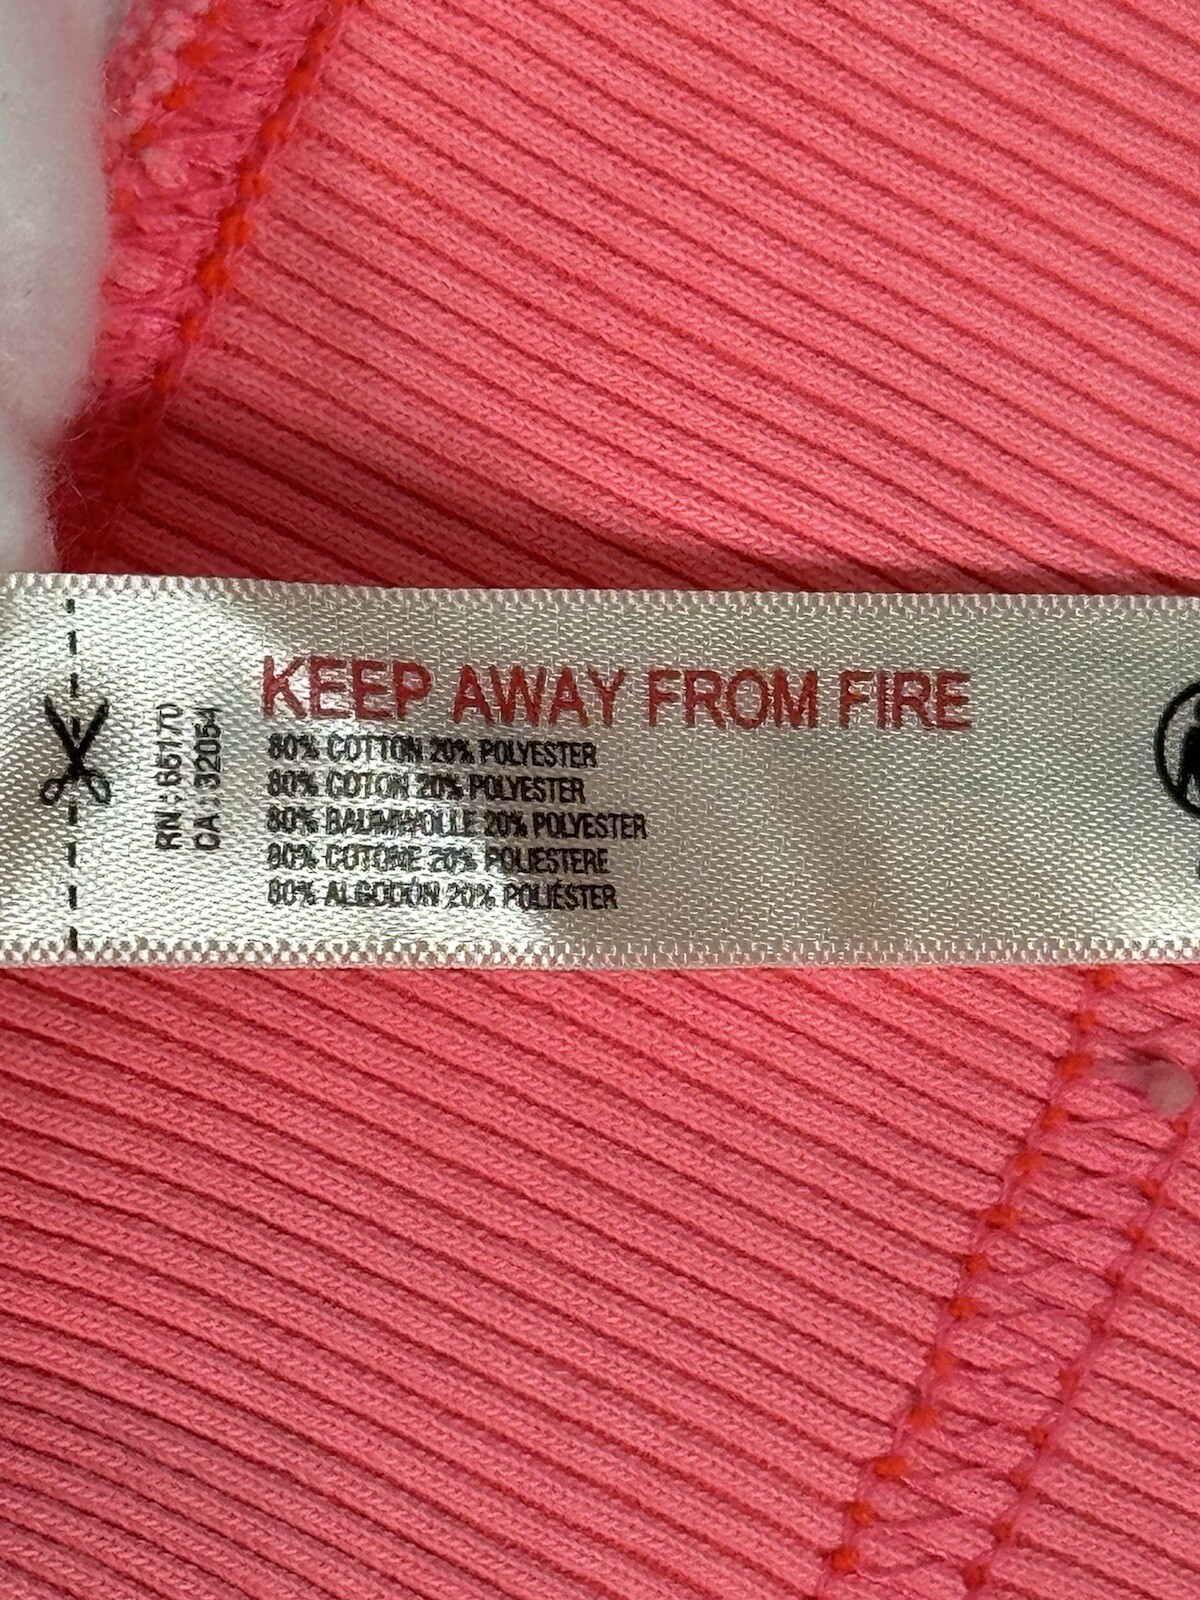 KEEP AWAY FROM FIRE
RN: 65170
CA: 32054
80% COTTON 20% POLYESTER
80% COTON 20% POLYESTER
80% BAUMWOLLE 20% POLYESTER
80% COTONE 20% POLIESTERE
80% ALGODÓN 20% POLIÉSTER